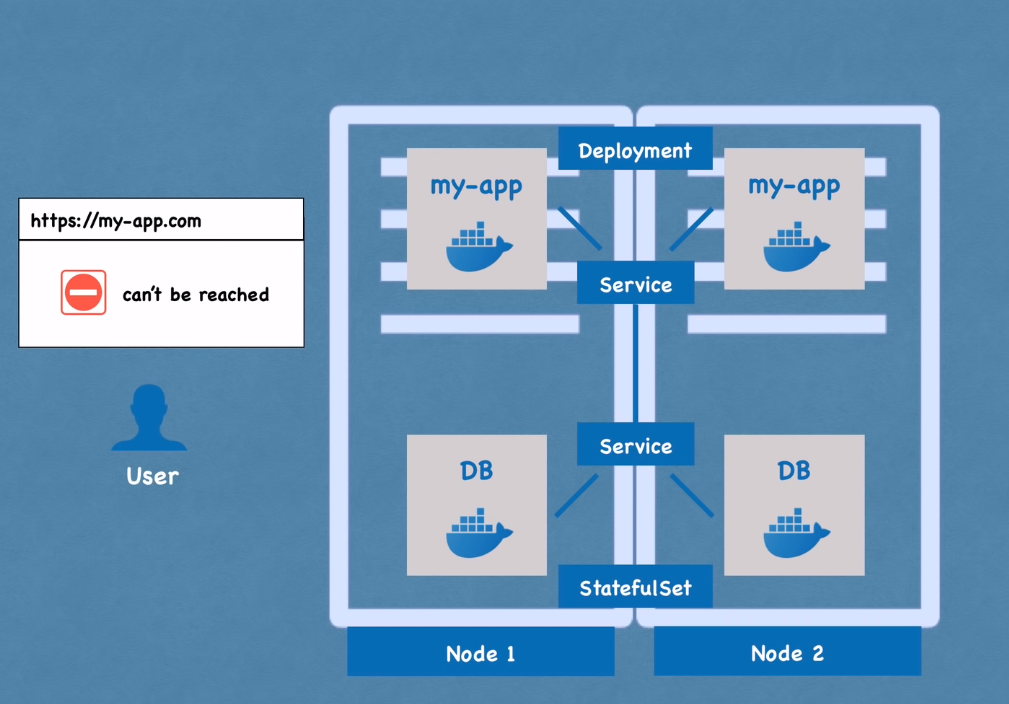 https://my-app.com
can't be reached
User
Deployment
my-app
my-app
Service
Service
DB
DB
StatefulSet
Node 1
Node 2